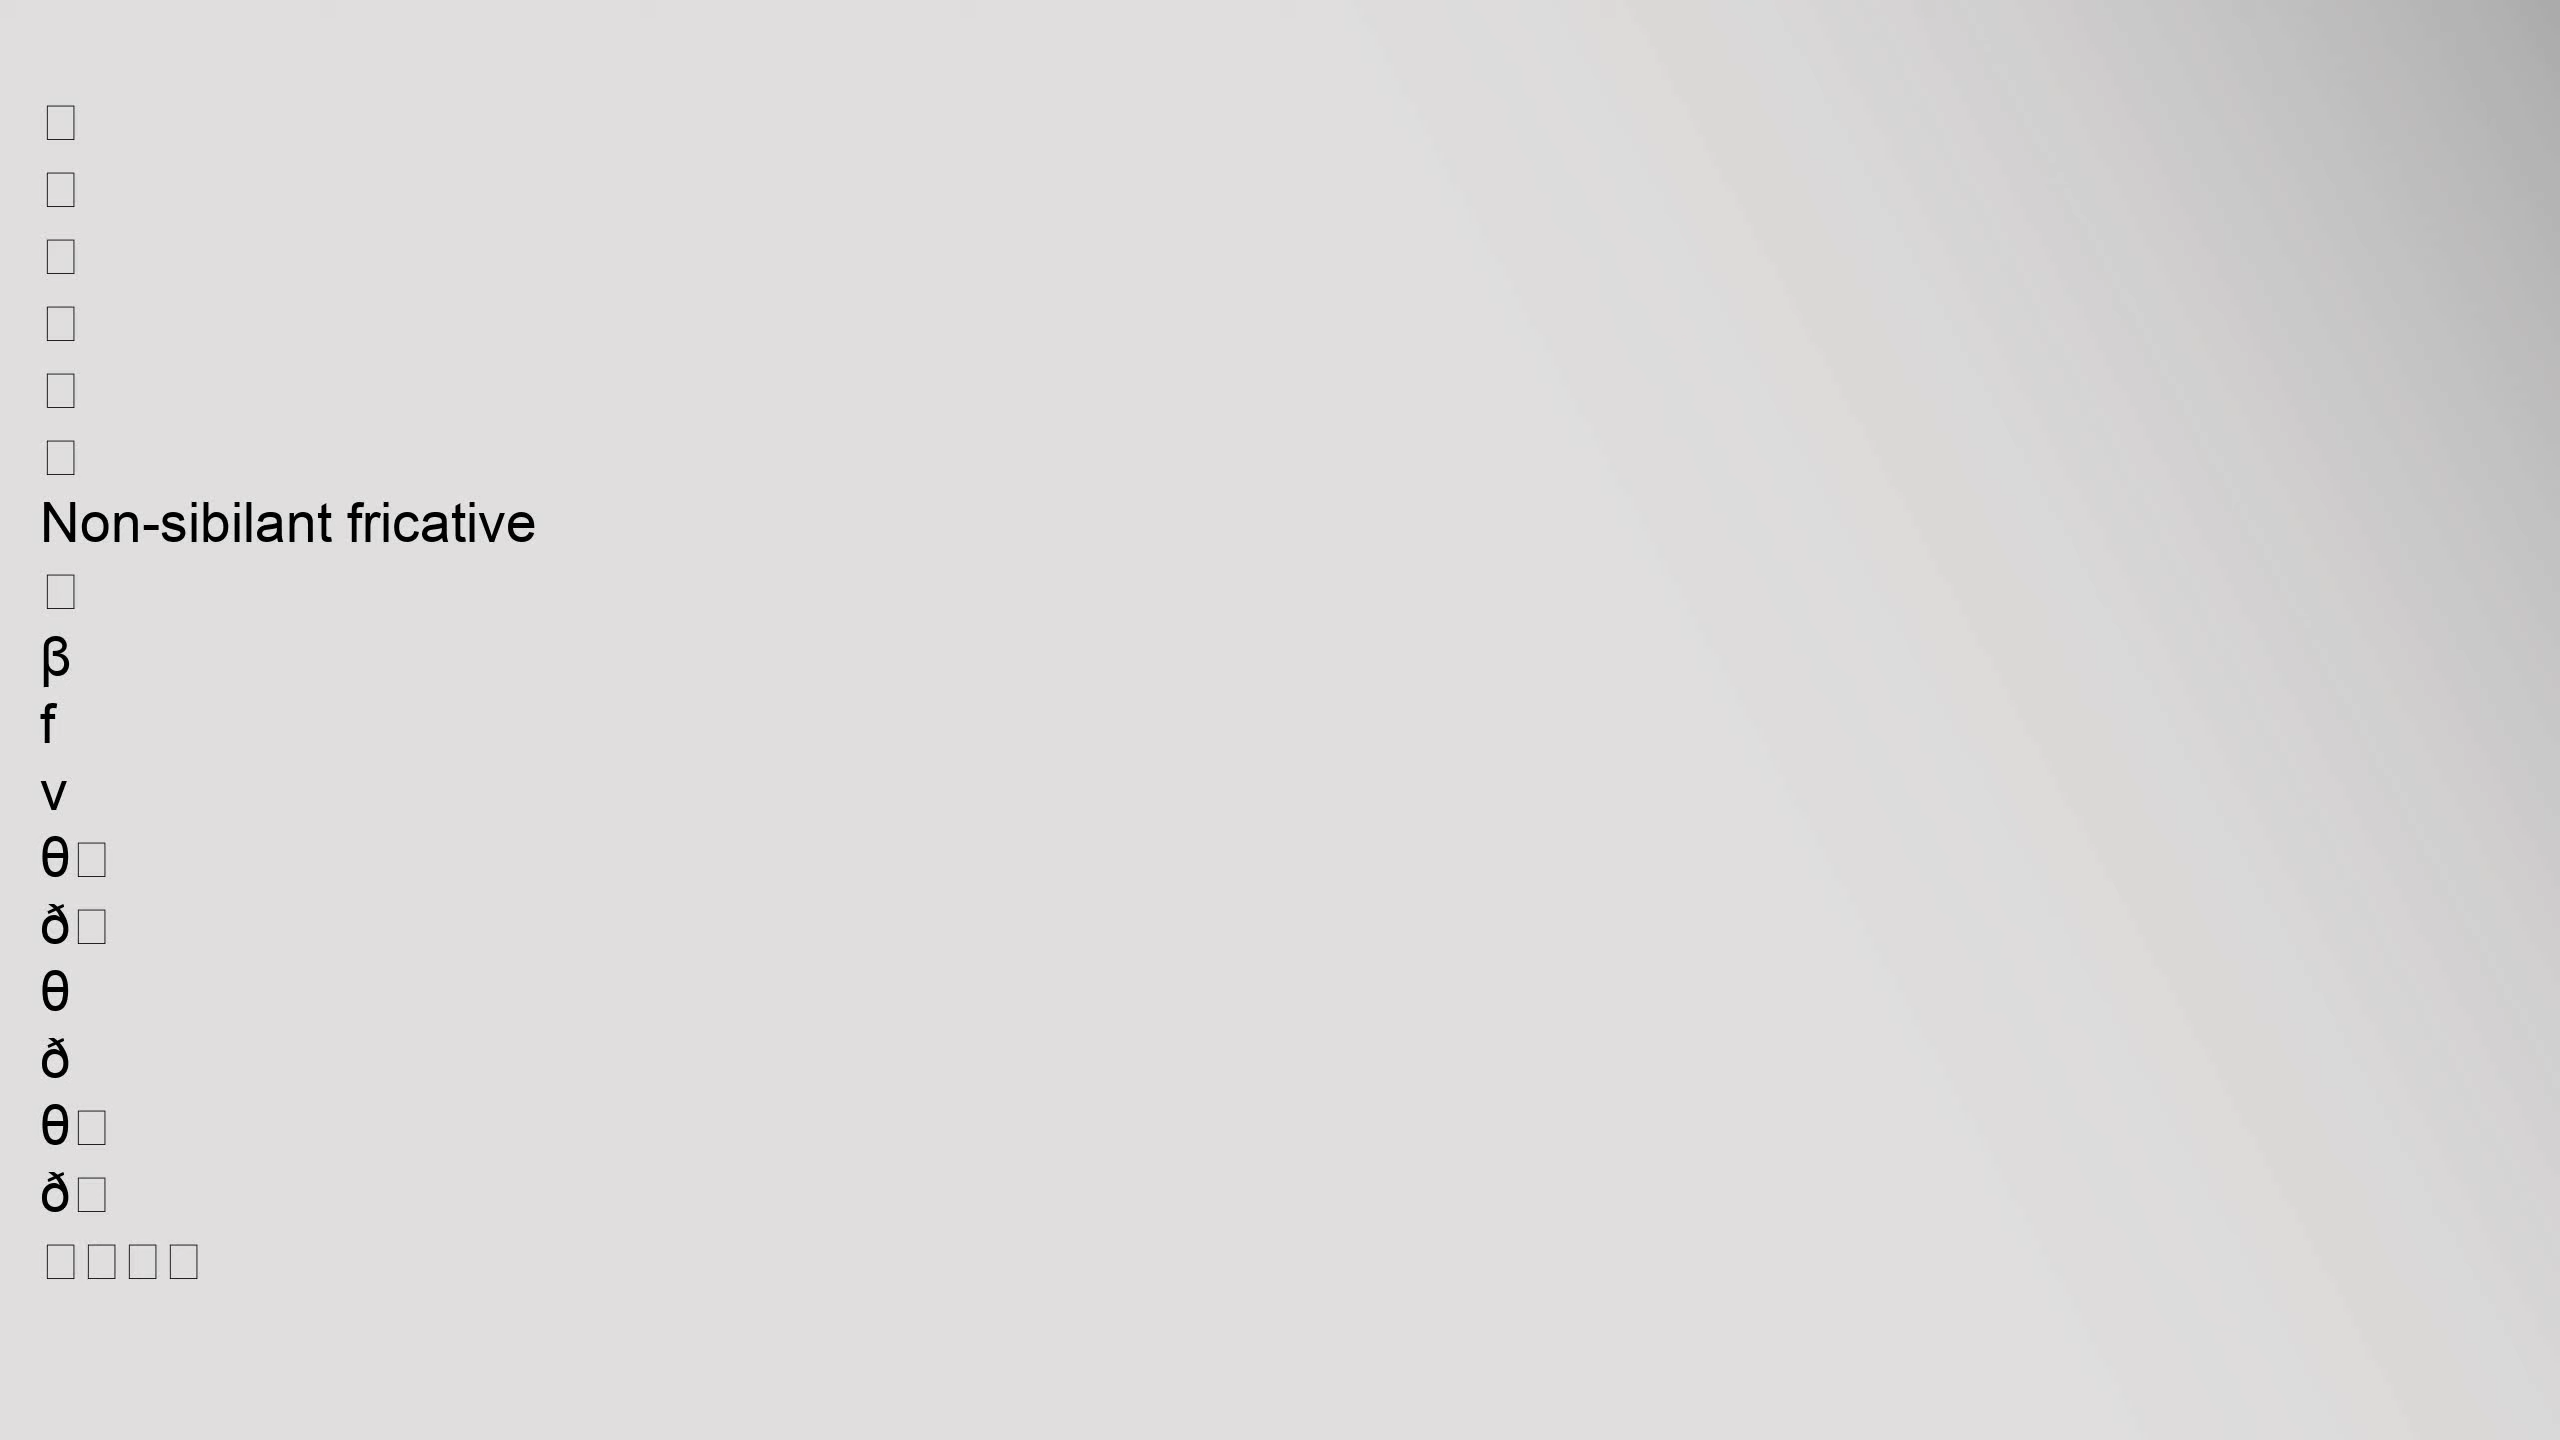 □
□
□
□
□
□
Non-sibilant fricative
□
β
f
v
θ□
ð□
θ
ð
θ□
ð□
□□□□